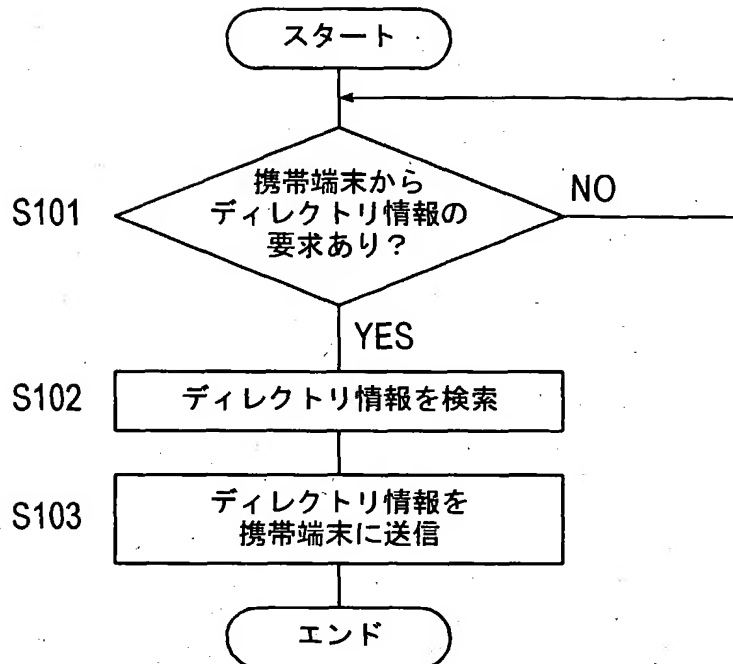 スタート
S101
携帯端末から
ディレクトリ情報の
要求あり?
NO
YES
S102
ディレクトリ情報を検索
S103
ディレクトリ情報を
携帯端末に送信
エンド